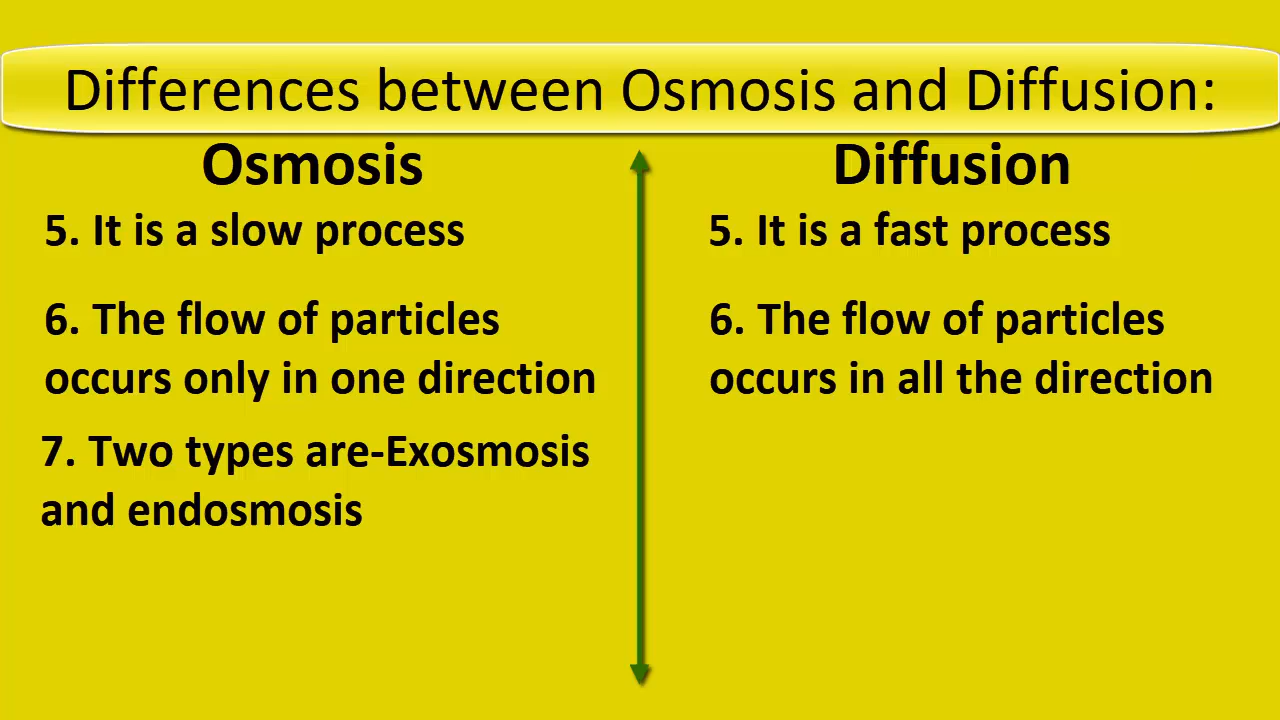 Differences between Osmosis and Diffusion:
Osmosis
5. It is a slow process
6. The flow of particles
occurs only in one direction
7. Two types are-Exosmosis
and endosmosis
Diffusion
5. It is a fast process
6. The flow of particles
occurs in all the direction